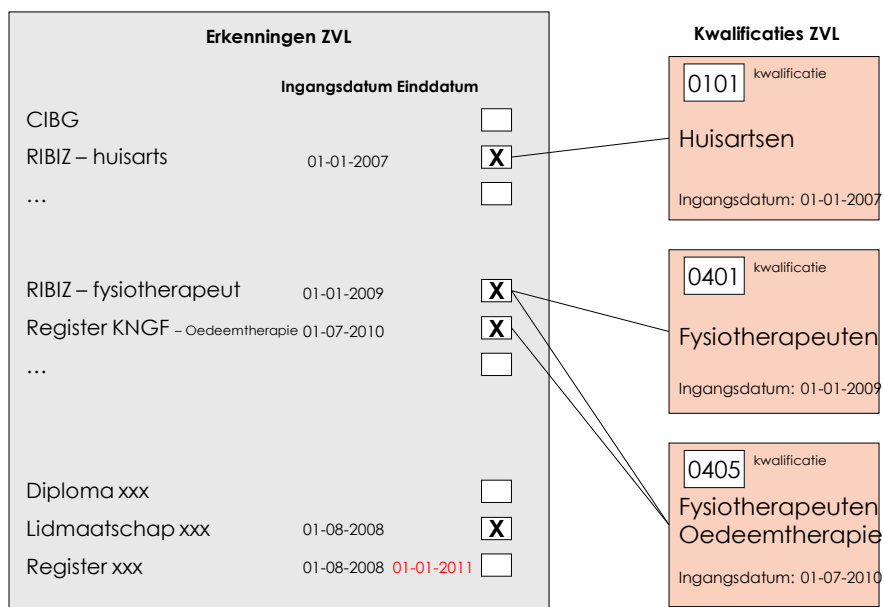 Erkenningen ZVL
Ingangsdatum Einddatum
CIBG
RIBIZ – huisarts 01-01-2007 X
...
RIBIZ – fysiotherapeut 01-01-2009 X
Register KNGF – Oedeemtherapie 01-07-2010 X
...
Diploma xxx
Lidmaatschap xxx 01-08-2008 X
Register xxx 01-08-2008 01-01-2011
Kwalificaties ZVL
0101 kwalificatie
Huisartsen
Ingangsdatum: 01-01-2007
0401 kwalificatie
Fysiotherapeuten
Ingangsdatum: 01-01-2009
0405 kwalificatie
Fysiotherapeuten
Oedeemtherapie
Ingangsdatum: 01-07-2010